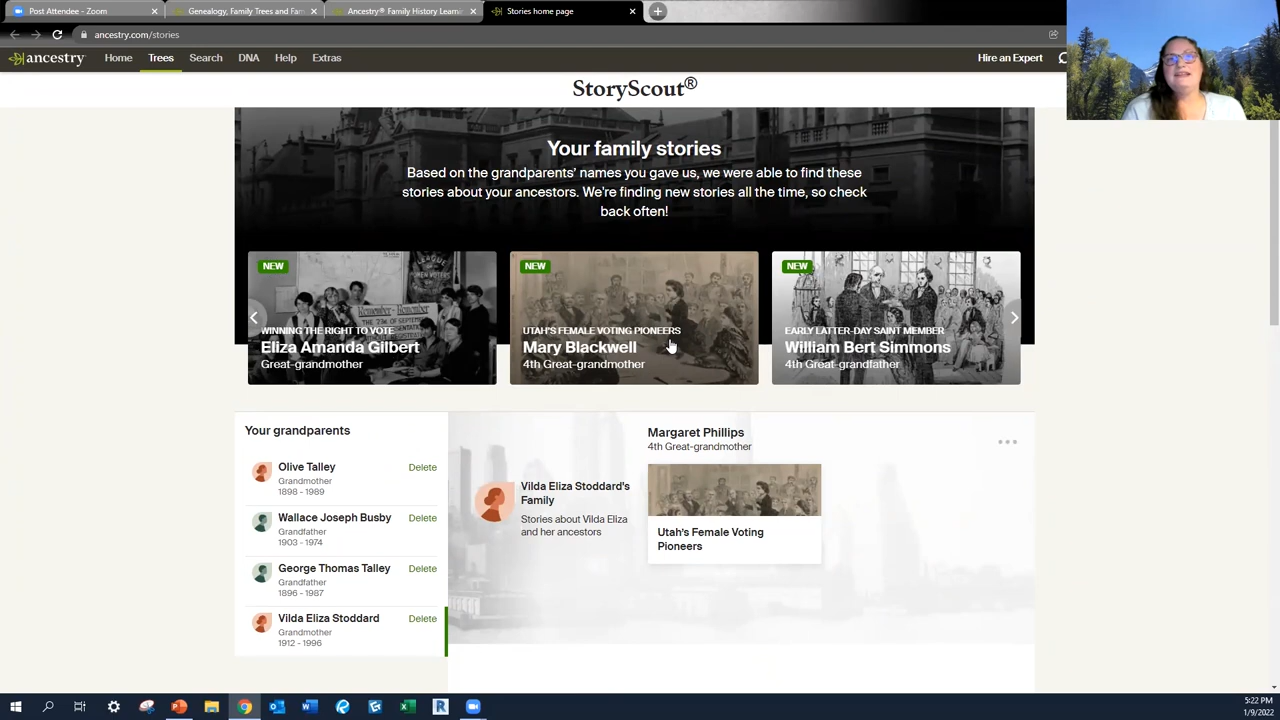 Post Attendee - Zoom
Genealogy, Family Trees and Fam
Ancestry® Family History Learni
Stories home page
ancestry.com/stories
ancestry
Home
Trees
Search
DNA
Help
Extras
Hire an Expert
StoryScout®
Your family stories
Based on the grandparents' names you gave us, we were able to find these
stories about your ancestors. We're finding new stories all the time, so check
back often!
NEW
WINNING THE RIGHT TO VOTE
Eliza Amanda Gilbert
Great-grandmother
NEW
UTAH'S FEMALE VOTING PIONEERS
Mary Blackwell
4th Great-grandmother
NEW
EARLY LATTER-DAY SAINT MEMBER
William Bert Simmons
4th Great-grandfather
Your grandparents
Olive Talley
Delete
Grandmother
1898 - 1989
Wallace Joseph Busby
Delete
Grandfather
1903 - 1974
George Thomas Talley
Delete
Grandfather
1896 - 1987
Vilda Eliza Stoddard
Delete
Grandmother
1912 - 1996
Vilda Eliza Stoddard's
Family
Stories about Vilda Eliza
and her ancestors
Margaret Phillips
4th Great-grandmother
Utah's Female Voting
Pioneers
5:22 PM
1/9/2022